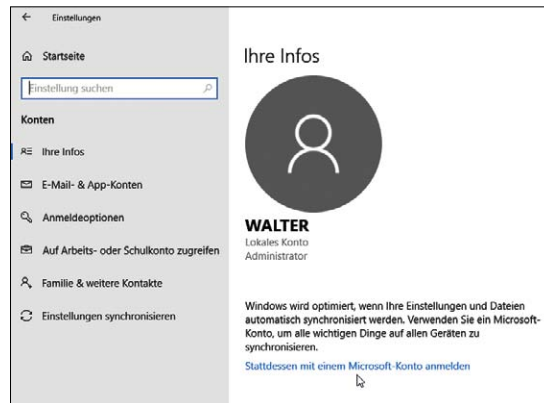 Einstellungen
Startseite
Einstellung suchen
Konten
Ihre Infos
E-Mail- & App-Konten
Anmeldeoptionen
Auf Arbeits- oder Schulkonto zugreifen
Familie & weitere Kontakte
Einstellungen synchronisieren
Ihre Infos
WALTER
Lokales Konto
Administrator
Windows wird optimiert, wenn Ihre Einstellungen und Dateien
automatisch synchronisiert werden. Verwenden Sie ein Microsoft-
Konto, um alle wichtigen Dinge auf allen Geräten zu
synchronisieren.
Stattdessen mit einem Microsoft-Konto anmelden